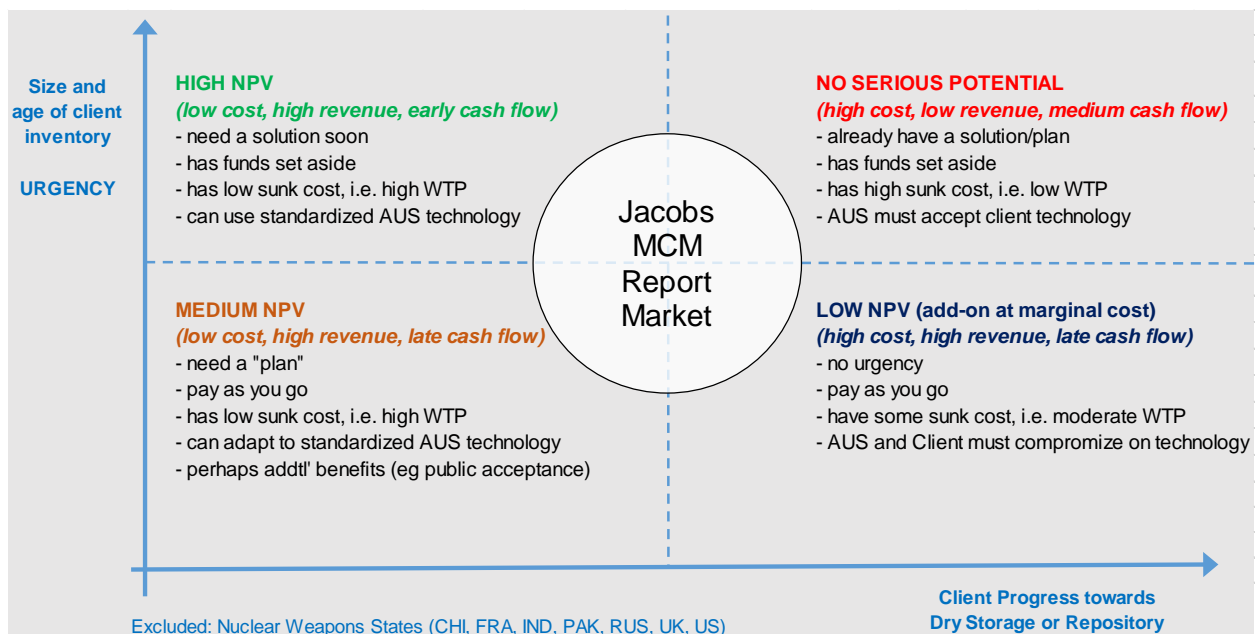 Size and
age of client
inventory
URGENCY
HIGH NPV
(low cost, high revenue, early cash flow)
- need a solution soon
- has funds set aside
- has low sunk cost, i.e. high WTP
- can use standardized AUS technology
NO SERIOUS POTENTIAL
(high cost, low revenue, medium cash flow)
- already have a solution/plan
- has funds set aside
- has high sunk cost, i.e. low WTP
- AUS must accept client technology
Jacobs
MCM
Report
Market
MEDIUM NPV
(low cost, high revenue, late cash flow)
- need a "plan"
- pay as you go
- has low sunk cost, i.e. high WTP
- can adapt to standardized AUS technology
- perhaps addtl' benefits (eg public acceptance)
LOW NPV (add-on at marginal cost)
(high cost, high revenue, late cash flow)
- no urgency
- pay as you go
- have some sunk cost, i.e. moderate WTP
- AUS and Client must compromize on technology
Client Progress towards
Dry Storage or Repository
Excluded: Nuclear Weapons States (CHI, FRA, IND, PAK, RUS, UK, US)